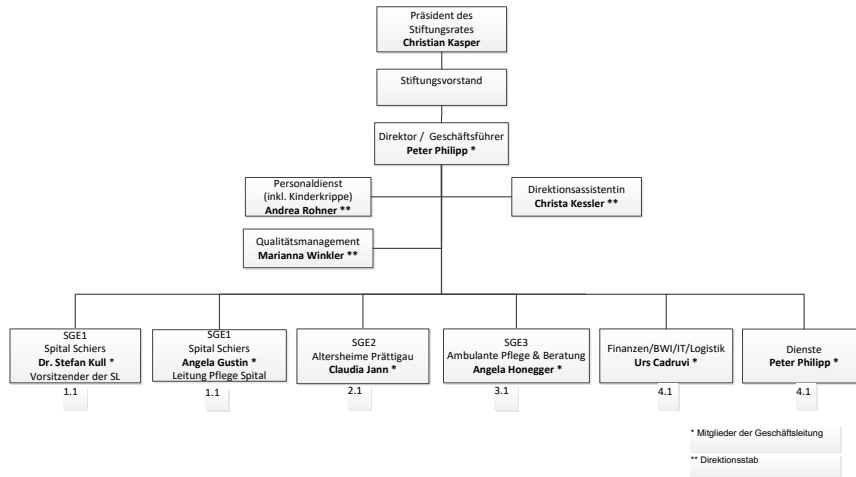 Präsident des
Stiftungsrates
Christian Kasper
Stiftungsvorstand
Direktor / Geschäftsführer
Peter Philipp *
Personaldienst
(inkl. Kinderkrippe)
Andrea Rohner **
Direktionsassistentin
Christa Kessler **
Qualitätsmanagement
Marianna Winkler **
SGE1
Spital Schiers
Dr. Stefan Kull *
Vorsitzender der SL
1.1
SGE1
Spital Schiers
Angela Gustin *
Leitung Pflege Spital
1.1
SGE2
Altersheime Prättigau
Claudia Jann *
2.1
SGE3
Ambulante Pflege & Beratung
Angela Honegger *
3.1
Finanzen/BWI/IT/Logistik
Urs Cadruvi *
4.1
Dienste
Peter Philipp *
4.1
* Mitglieder der Geschäftsleitung
** Direktionsstab